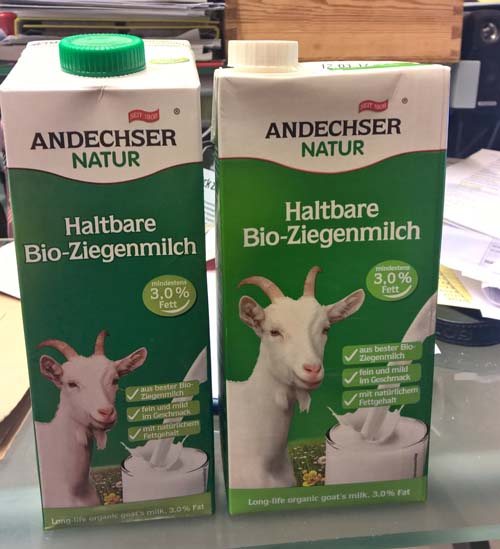 SEIT 1908
®
ANDECHSER
NATUR
Haltbare
Bio-Ziegenmilch
mindestens
3.0%
Fett
aus bester Bio-
Ziegenmilch
fein und mild
im Geschmack
mit natürlichem
Fettgehalt
Long-life organic goat's milk, 3.0% Fat
SEIT 1908
®
ANDECHSER
NATUR
Haltbare
Bio-Ziegenmilch
mindestens
3.0%
Fett
aus bester Bio-
Ziegenmilch
fein und mild
im Geschmack
mit natürlichem
Fettgehalt
Long-life organic goat's milk, 3.0% Fat